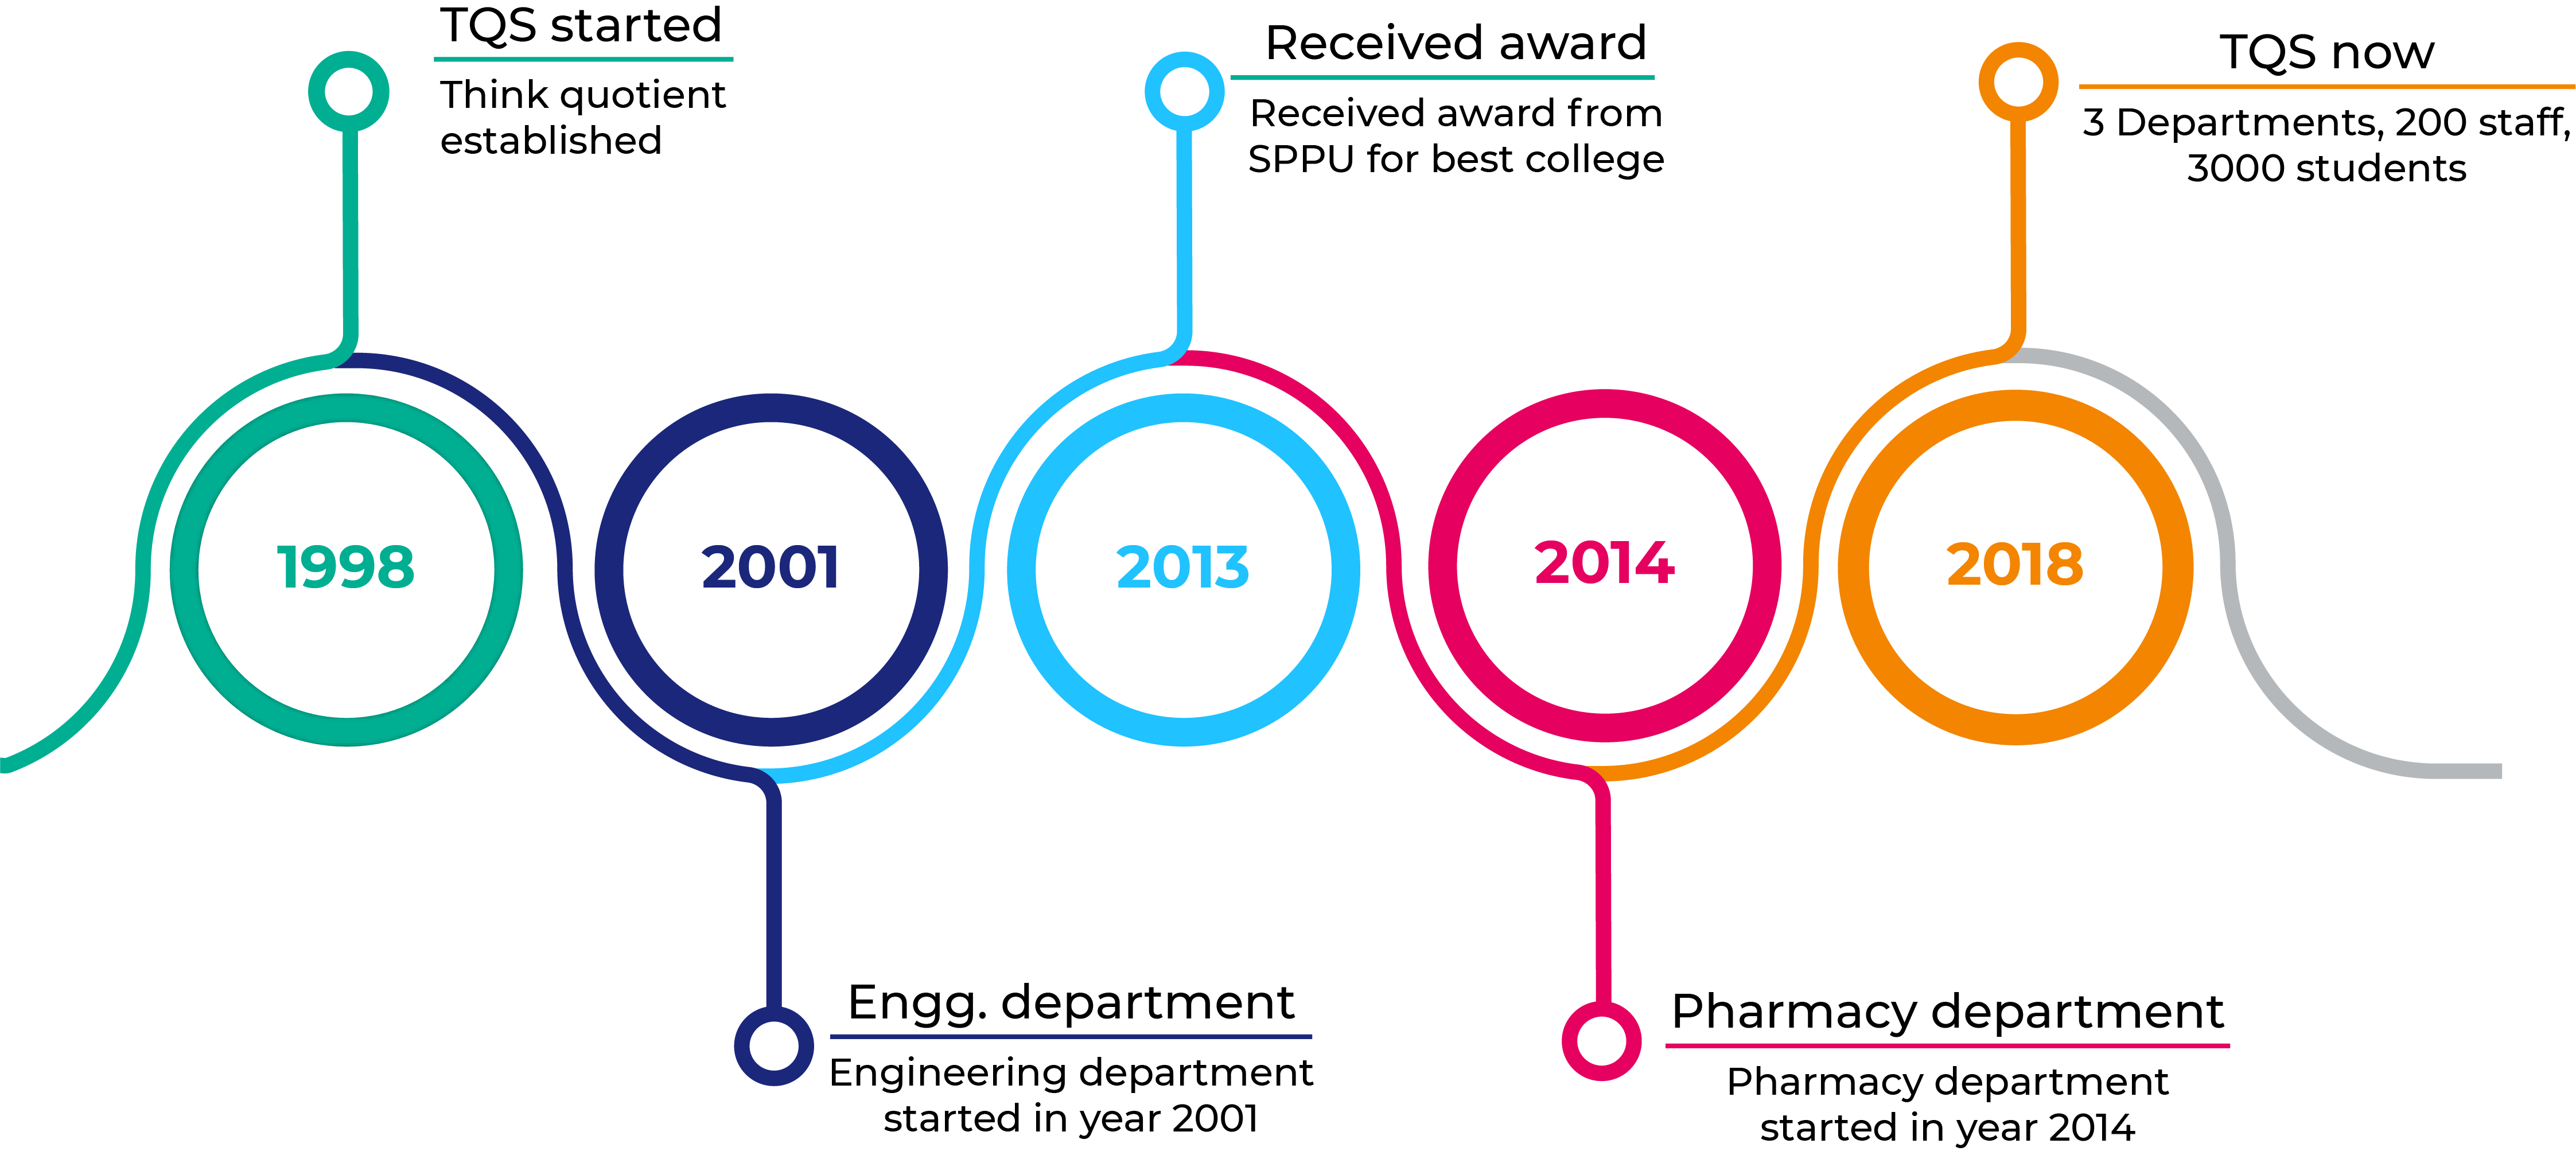 TQS started
Think quotient
established
Received award
Received award from
SPPU for best college
TQS now
3 Departments, 200 staff,
3000 students
1998
2001
2013
2014
2018
Engg. department
Engineering department
started in year 2001
Pharmacy department
Pharmacy department
started in year 2014